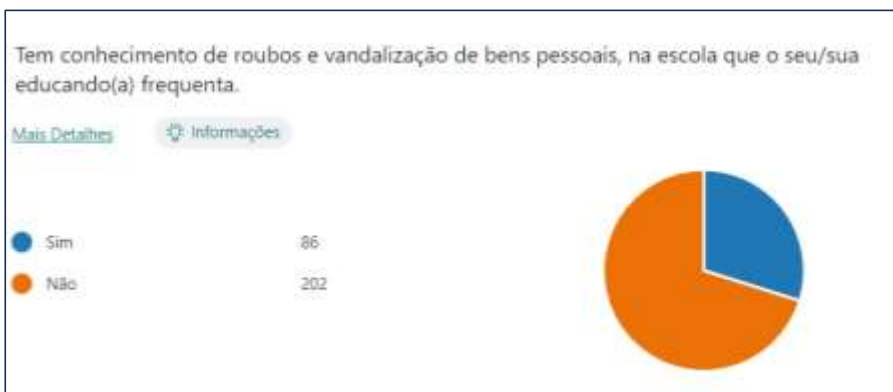 Tem conhecimento de roubos e vandalização de bens pessoais, na escola que o seu/sua
educando(a) frequenta.
Mais Detalhes Informações
Sim 86
Não 202